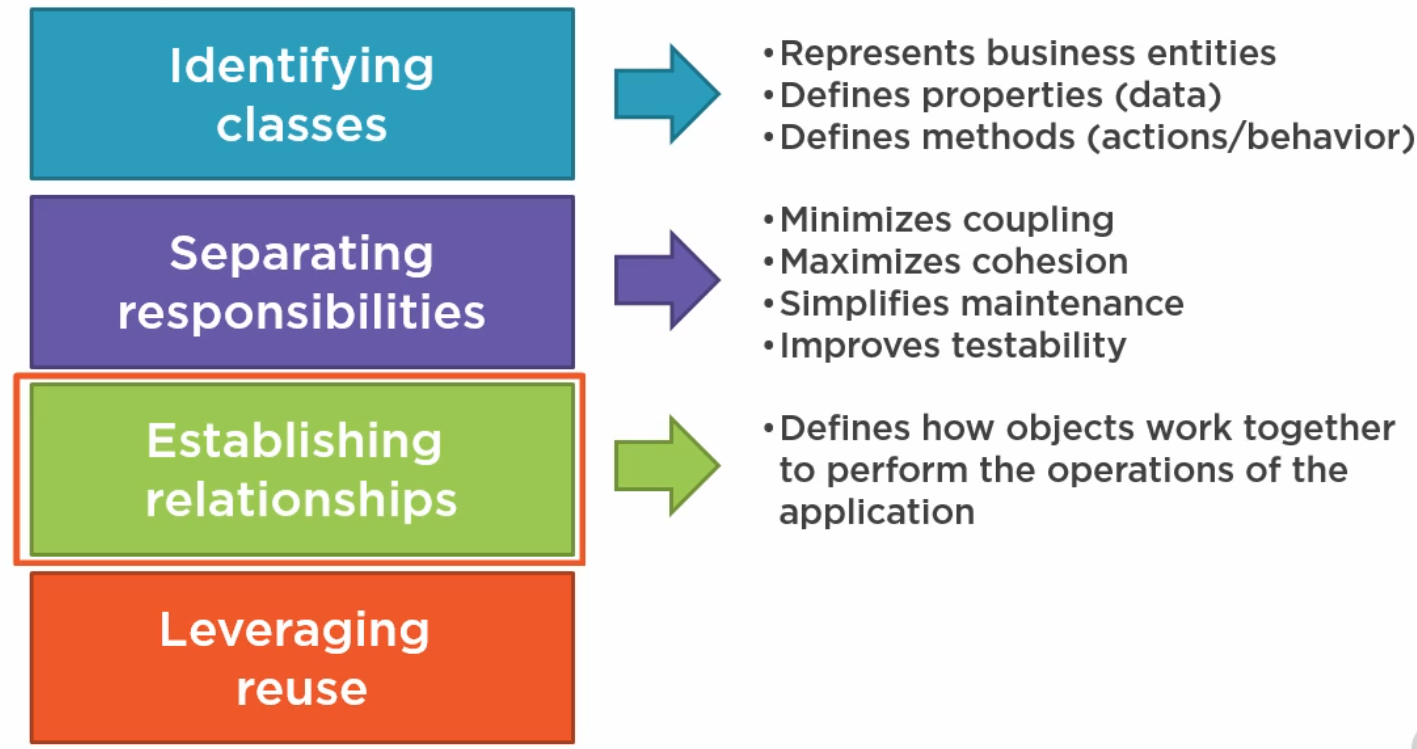 Identifying
classes
• Represents business entities
• Defines properties (data)
• Defines methods (actions/behavior)
Separating
responsibilities
• Minimizes coupling
• Maximizes cohesion
• Simplifies maintenance
• Improves testability
Establishing
relationships
• Defines how objects work together
to perform the operations of the
application
Leveraging
reuse